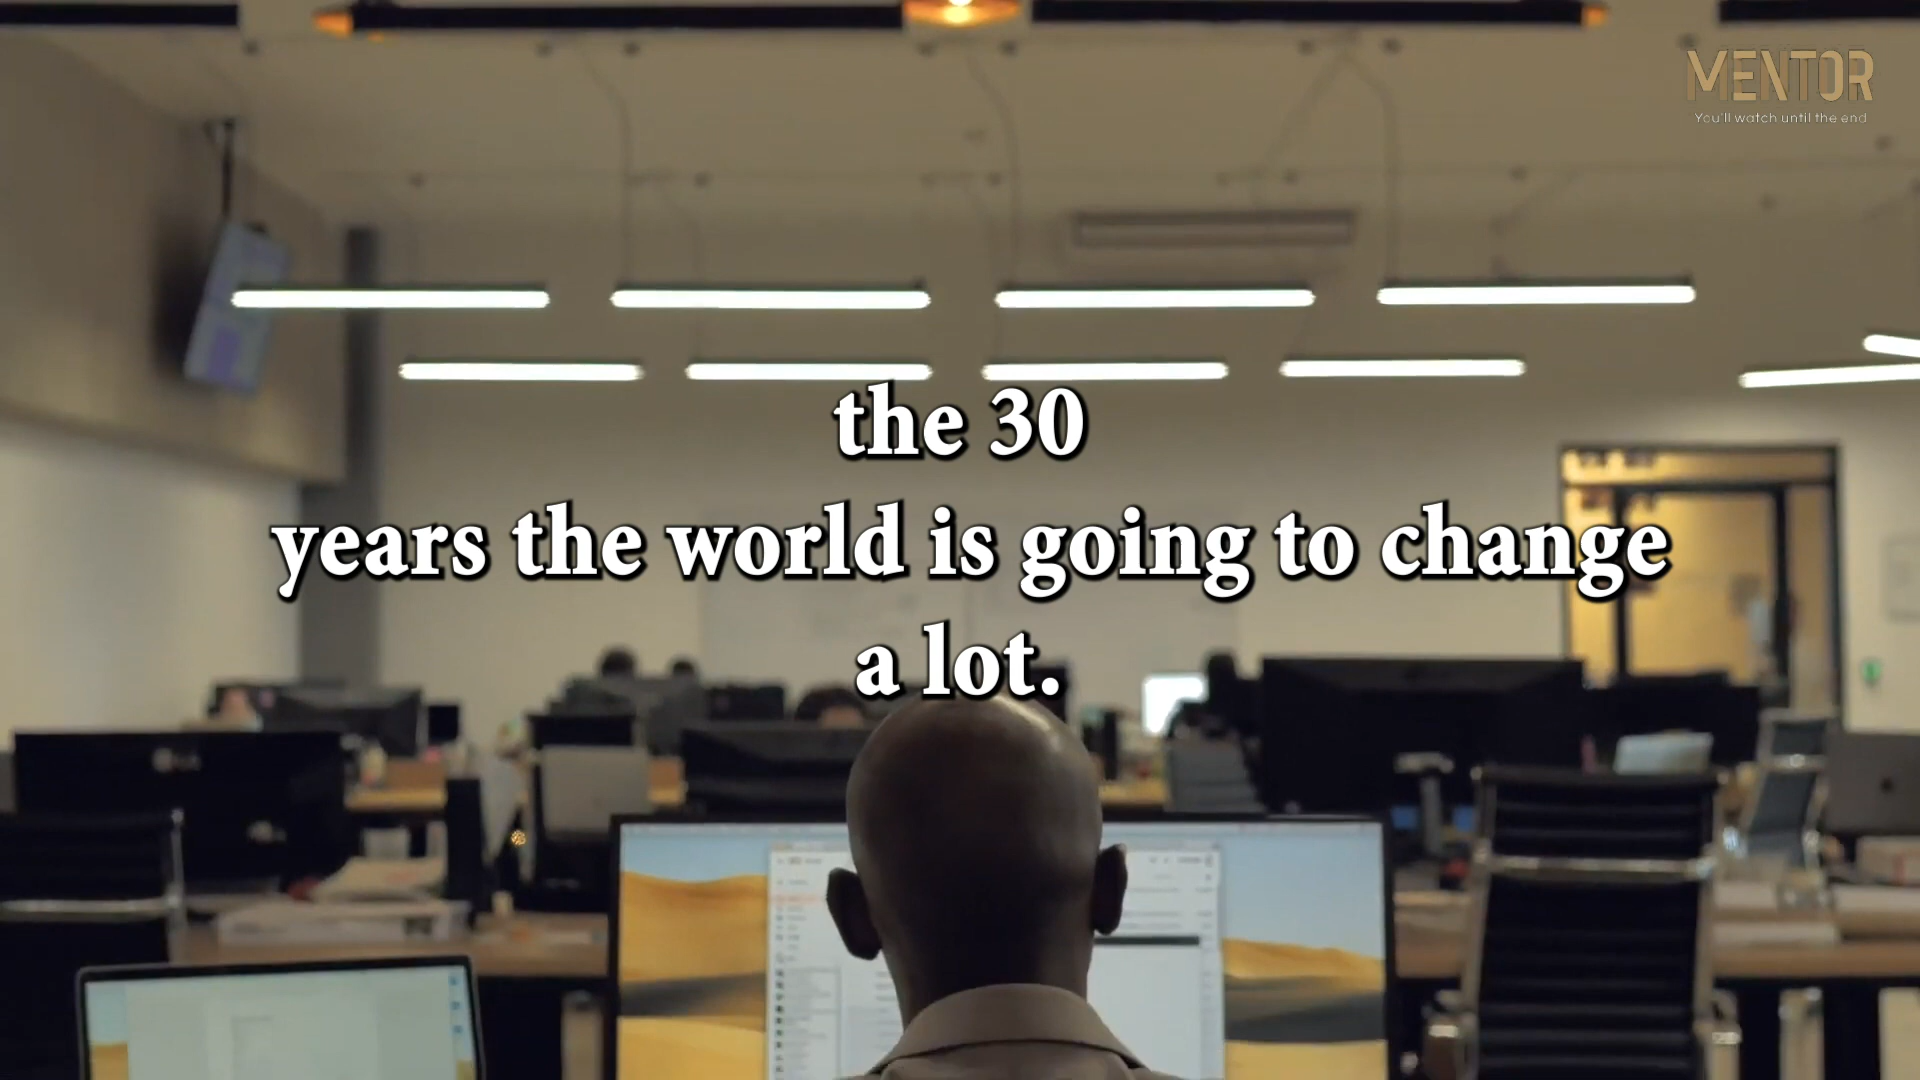 MENTOR
You'll watch until the end
the 30
years the world is going to change
a lot.